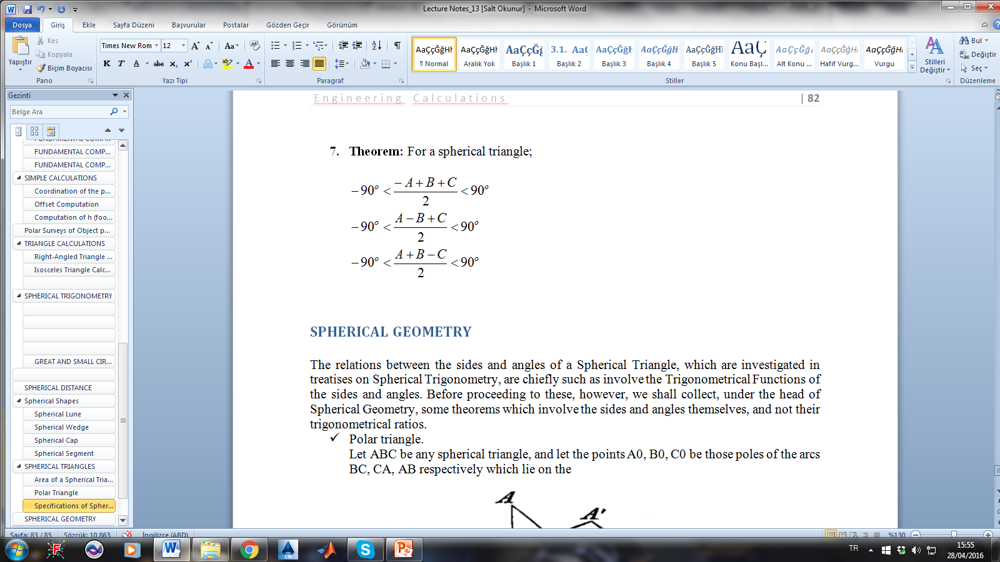 Lecture Notes_13 [Salt Okunur] - Microsoft Word
Dosya Giriş Ekle Sayfa Düzeni Başvurular Postalar Gözden Geçir Görünüm
Yapıştır
Kes
Kopyala
Biçim Boyacısı
Pano
Times New Rom 12
Yazı Tipi
Paragraf
AaÇçĞğHI AaÇçĞğHI AaÇçĞğ 3.1. AaÇ AaÇçĞğH AaÇçĞğH AaÇçĞğHI AaÇ AaÇçĞğI AaÇçĞğHı AaÇçĞğHı
¶ Normal Aralık Yok Başlık 1 Başlık 2 Başlık 3 Başlık 4 Başlık 5 Konu Başl... Alt Konu ... Hafif Vurg... Vurgu
Stiller
Stilleri Değiştir
Bul
Değiştir
Seç
Düzenleme
Gezinti
Belge Ara
FUNDAMENTAL COMP...
FUNDAMENTAL COMP...
FUNDAMENTAL COMP...
SIMPLE CALCULATIONS
Coordination of the p...
Offset Computation
Computation of h (foo...
Polar Surveys of Object p...
TRIANGLE CALCULATIONS
Right-Angled Triangle ...
Isosceles Triangle Calc...
SPHERICAL TRIGONOMETRY
GREAT AND SMALL CIR...
SPHERICAL DISTANCE
Spherical Shapes
Spherical Lune
Spherical Wedge
Spherical Cap
Spherical Segment
SPHERICAL TRIANGLES
Area of a Spherical Tria...
Polar Triangle
Specifications of Spher...
SPHERICAL GEOMETRY
Engineering Calculations | 82
7. Theorem: For a spherical triangle;
−90° < (−A+B+C)/2 < 90°
−90° < (A−B+C)/2 < 90°
−90° < (A+B−C)/2 < 90°
SPHERICAL GEOMETRY
The relations between the sides and angles of a Spherical Triangle, which are investigated in
treatises on Spherical Trigonometry, are chiefly such as involve the Trigonometrical Functions of
the sides and angles. Before proceeding to these, however, we shall collect, under the head of
Spherical Geometry, some theorems which involve the sides and angles themselves, and not their
trigonometrical ratios.
✓ Polar triangle.
Let ABC be any spherical triangle, and let the points A0, B0, C0 be those poles of the arcs
BC, CA, AB respectively which lie on the
A
A'
Sayfa: 83 / 85 Sözcük: 10.863 İngilizce (ABD) %130
TR
15:55
28/04/2016